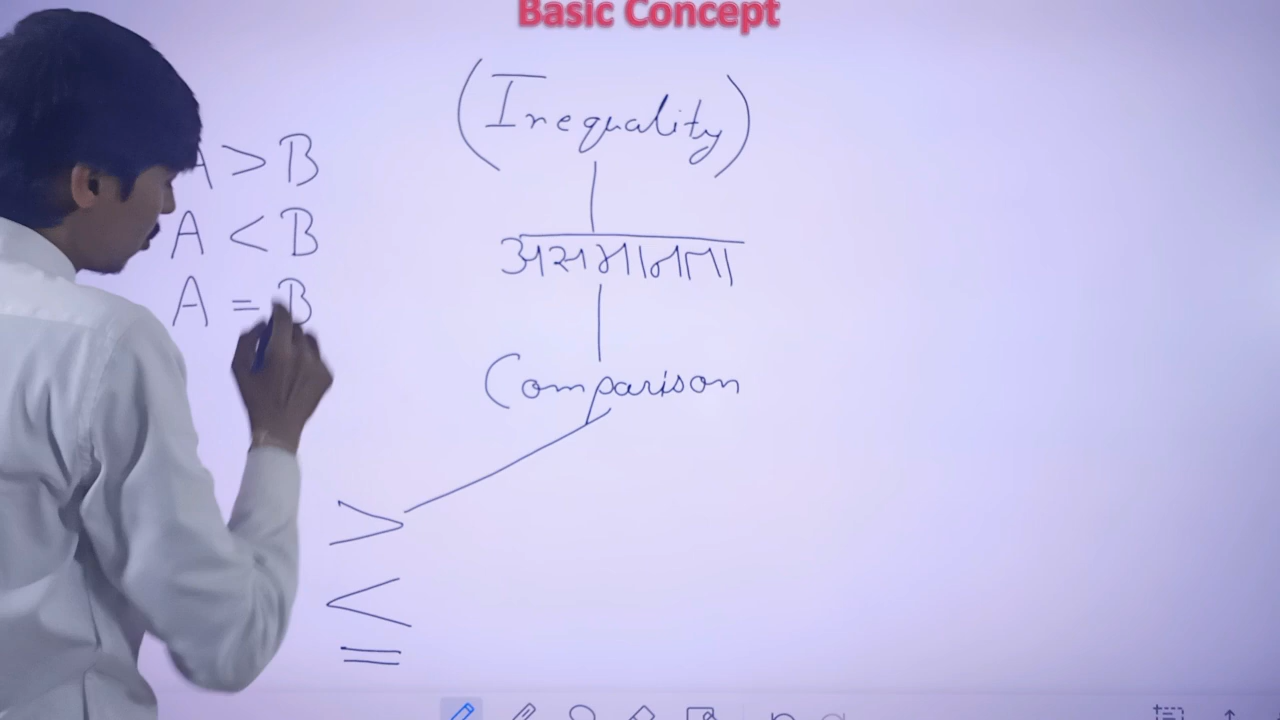 Basic Concept
(Inequality)
असमानता
Comparison
>
<
=
A > B
A < B
A = B